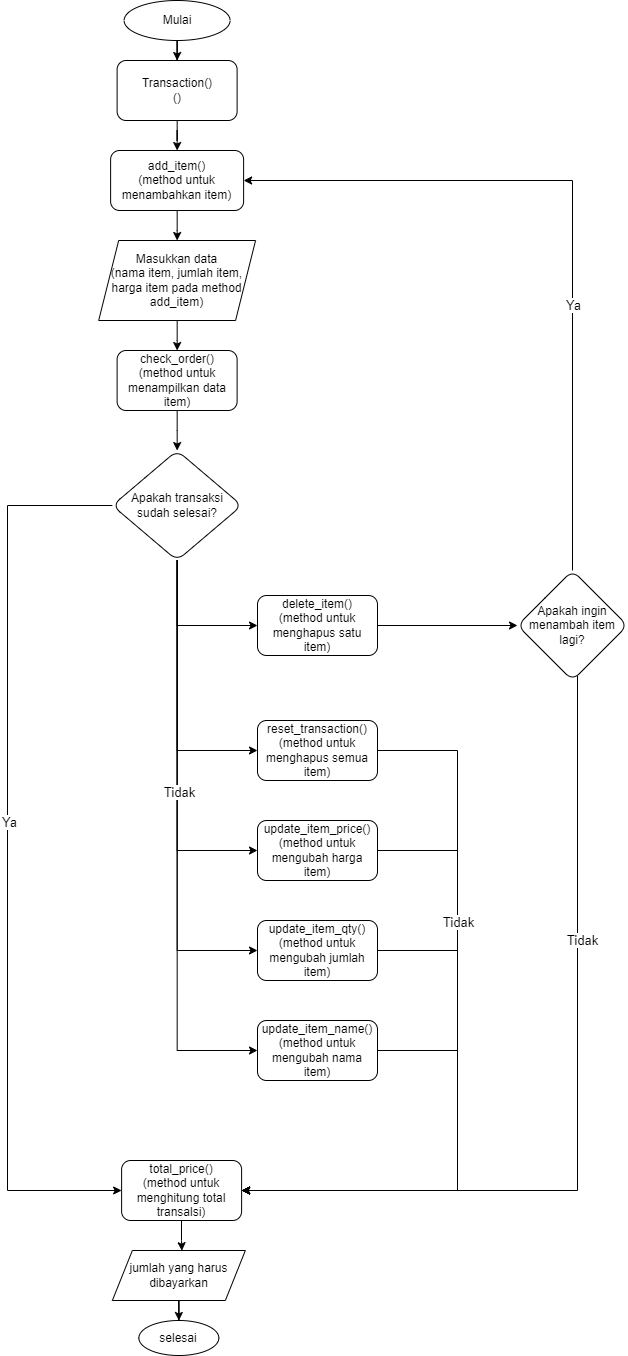 Mulai
Transaction()
()
add_item()
(method untuk
menambahkan item)
Masukkan data
(nama item, jumlah item,
harga item pada method
add_item)
Ya
check_order()
(method untuk
menampilkan data
item)
Apakah transaksi
sudah selesai?
delete_item()
(method untuk
menghapus satu
item)
Apakah ingin
menambah item
lagi?
reset_transaction()
(method untuk
menghapus semua
item)
Tidak
Ya
update_item_price()
(method untuk
mengubah harga
item)
update_item_qty()
(method untuk
mengubah jumlah
item)
Tidak
Tidak
update_item_name()
(method untuk
mengubah nama
item)
total_price()
(method untuk
menghitung total
transalsi)
jumlah yang harus
dibayarkan
selesai